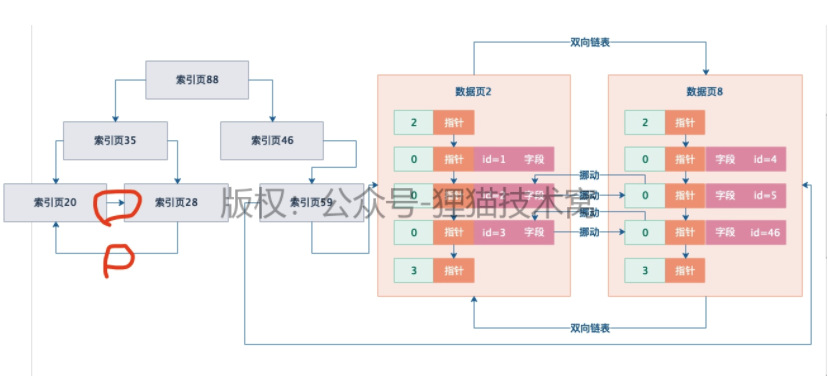 双向链表
索引页88
数据页2
数据页8
2 指针
2 指针
索引页35
索引页46
0 指针 id=1 字段
0 指针 字段 id=4
挪动
索引页20
索引页28
索引页59
0 指针
挪动
0 指针 字段 id=5
版权：公众号-狸猫技术窝
挪动
0 指针 id=3 字段
挪动
0 指针 字段 id=46
3 指针
3 指针
双向链表